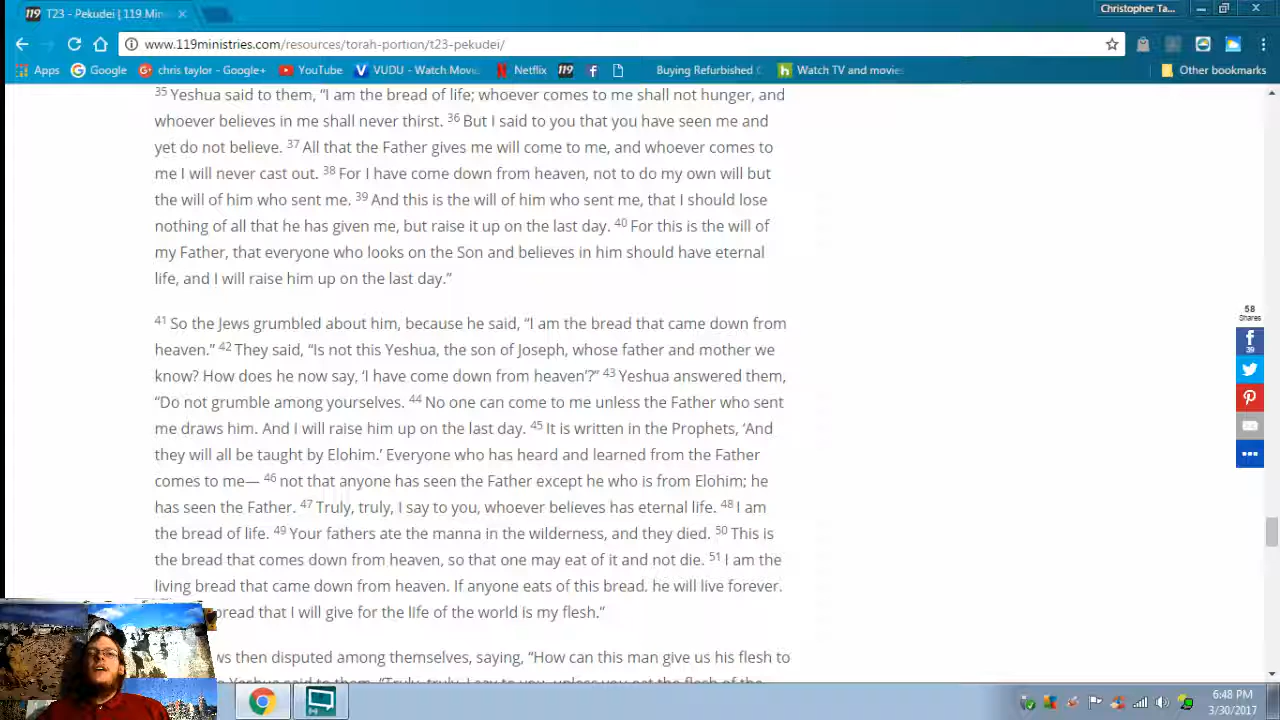 T23 - Pekudei | 119 Min
Christopher Ta...
www.119ministries.com/resources/torah-portion/t23-pekudei/
Apps Google chris taylor - Google+ YouTube VUDU - Watch Movi Netflix 119 Buying Refurbished Watch TV and movies Other bookmarks
35 Yeshua said to them, “I am the bread of life; whoever comes to me shall not hunger, and
whoever believes in me shall never thirst. 36 But I said to you that you have seen me and
yet do not believe. 37 All that the Father gives me will come to me, and whoever comes to
me I will never cast out. 38 For I have come down from heaven, not to do my own will but
the will of him who sent me. 39 And this is the will of him who sent me, that I should lose
nothing of all that he has given me, but raise it up on the last day. 40 For this is the will of
my Father, that everyone who looks on the Son and believes in him should have eternal
life, and I will raise him up on the last day.”
41 So the Jews grumbled about him, because he said, “I am the bread that came down from
heaven.” 42 They said, “Is not this Yeshua, the son of Joseph, whose father and mother we
know? How does he now say, ‘I have come down from heaven’?” 43 Yeshua answered them,
“Do not grumble among yourselves. 44 No one can come to me unless the Father who sent
me draws him. And I will raise him up on the last day. 45 It is written in the Prophets, ‘And
they will all be taught by Elohim.’ Everyone who has heard and learned from the Father
comes to me— 46 not that anyone has seen the Father except he who is from Elohim; he
has seen the Father. 47 Truly, truly, I say to you, whoever believes has eternal life. 48 I am
the bread of life. 49 Your fathers ate the manna in the wilderness, and they died. 50 This is
the bread that comes down from heaven, so that one may eat of it and not die. 51 I am the
living bread that came down from heaven. If anyone eats of this bread, he will live forever.
bread that I will give for the life of the world is my flesh.”
ws then disputed among themselves, saying, “How can this man give us his flesh to
Yeshua said to them, “Truly, truly, I say to you, unless you eat the flesh of the
58
Shares
39
6:48 PM
3/30/2017